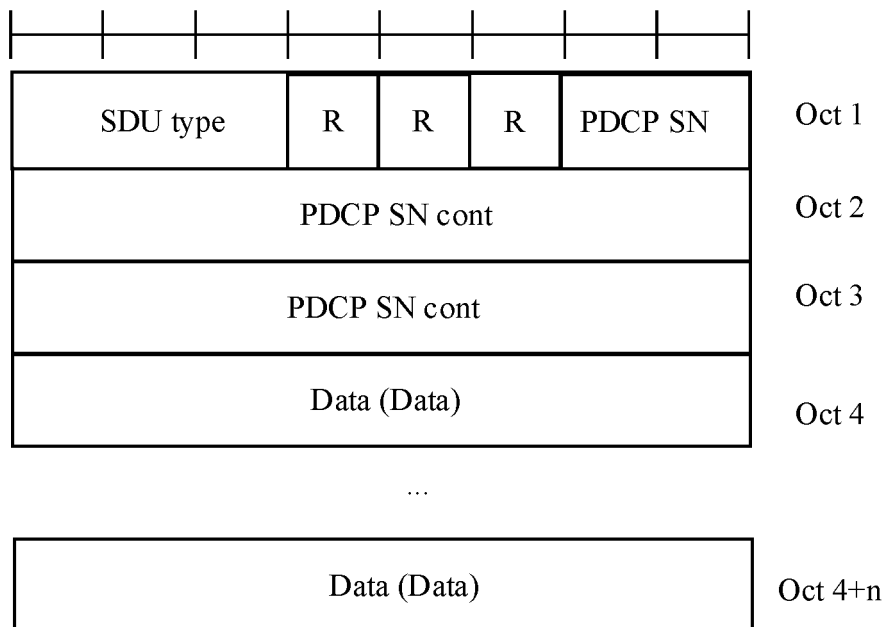 SDU type R R R PDCP SN Oct 1
PDCP SN cont Oct 2
PDCP SN cont Oct 3
Data (Data) Oct 4
...
Data (Data) Oct 4+n